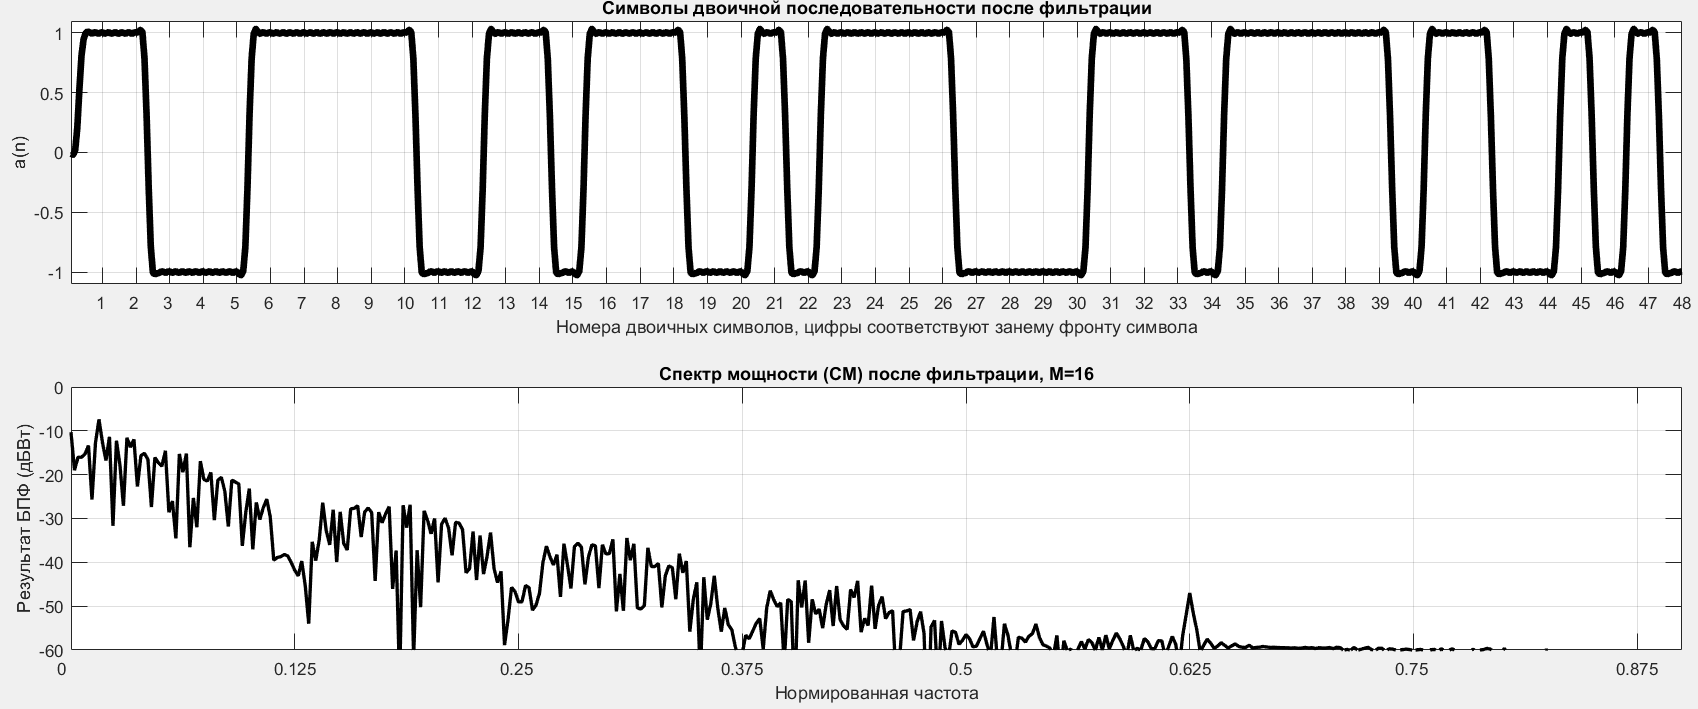 Символы двоичной последовательности после фильтрации
1
0.5
0
-0.5
-1
a(n)
1 2 3 4 5 6 7 8 9 10 11 12 13 14 15 16 17 18 19 20 21 22 23 24 25 26 27 28 29 30 31 32 33 34 35 36 37 38 39 40 41 42 43 44 45 46 47 48
Номера двоичных символов, цифры соответствуют занему фронту символа
Спектр мощности (СМ) после фильтрации, M=16
0
-10
-20
-30
-40
-50
-60
Результат БПФ (дБВт)
0 0.125 0.25 0.375 0.5 0.625 0.75 0.875
Нормированная частота